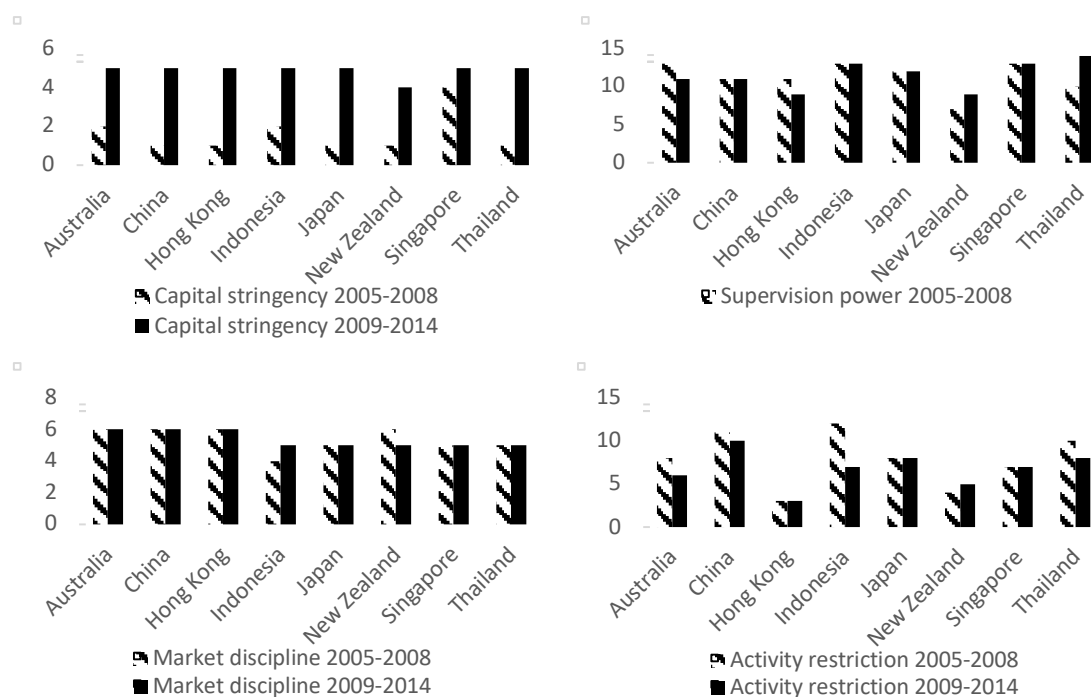 6
4
2
0
Australia
China
Hong Kong
Indonesia
Japan
New Zealand
Singapore
Thailand
Capital stringency 2005-2008
Capital stringency 2009-2014
15
10
5
0
Australia
China
Hong Kong
Indonesia
Japan
New Zealand
Singapore
Thailand
Supervision power 2005-2008
8
6
4
2
0
Australia
China
Hong Kong
Indonesia
Japan
New Zealand
Singapore
Thailand
Market discipline 2005-2008
Market discipline 2009-2014
15
10
5
0
Australia
China
Hong Kong
Indonesia
Japan
New Zealand
Singapore
Thailand
Activity restriction 2005-2008
Activity restriction 2009-2014